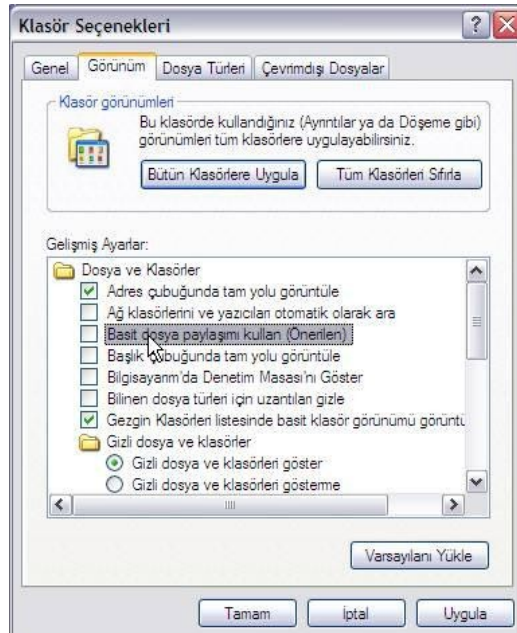 Klasör Seçenekleri
Genel
Görünüm
Dosya Türleri
Çevrimdışı Dosyalar
Klasör görünümleri
Bu klasörde kullandığınız (Ayrıntılar ya da Döşeme gibi)
görünümleri tüm klasörlere uygulayabilirsiniz.
Bütün Klasörlere Uygula
Tüm Klasörleri Sıfırla
Gelişmiş Ayarlar:
Dosya ve Klasörler
Adres çubuğunda tam yolu görüntüle
Ağ klasörlerini ve yazıcıları otomatik olarak ara
Basit dosya paylaşımı kullan (Önerilen)
Başlık çubuğunda tam yolu görüntüle
Bilgisayarım'da Denetim Masası'nı Göster
Bilinen dosya türleri için uzantıları gizle
Gezgin Klasörleri listesinde basit klasör görünümü görüntü
Gizli dosya ve klasörler
Gizli dosya ve klasörleri göster
Gizli dosya ve klasörleri gösterme
Varsayılanı Yükle
Tamam
İptal
Uygula